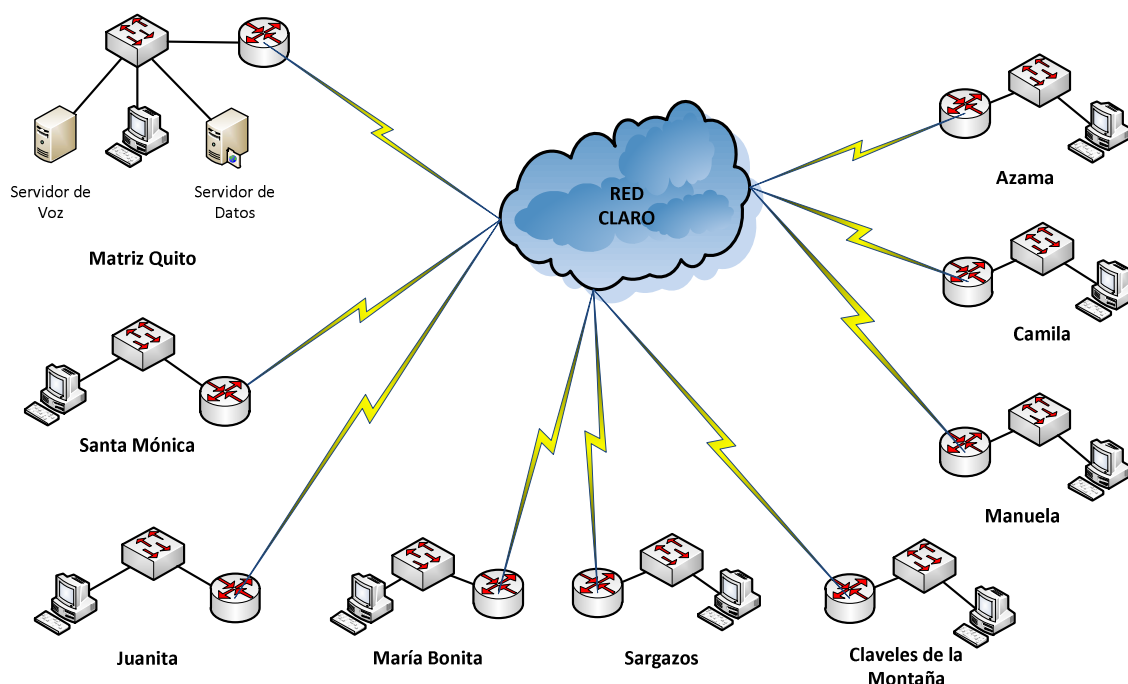 Servidor de
Voz
Servidor de
Datos
Matriz Quito
RED
CLARO
Azama
Camila
Santa Mónica
Manuela
Juanita
María Bonita
Sargazos
Claveles de la
Montaña